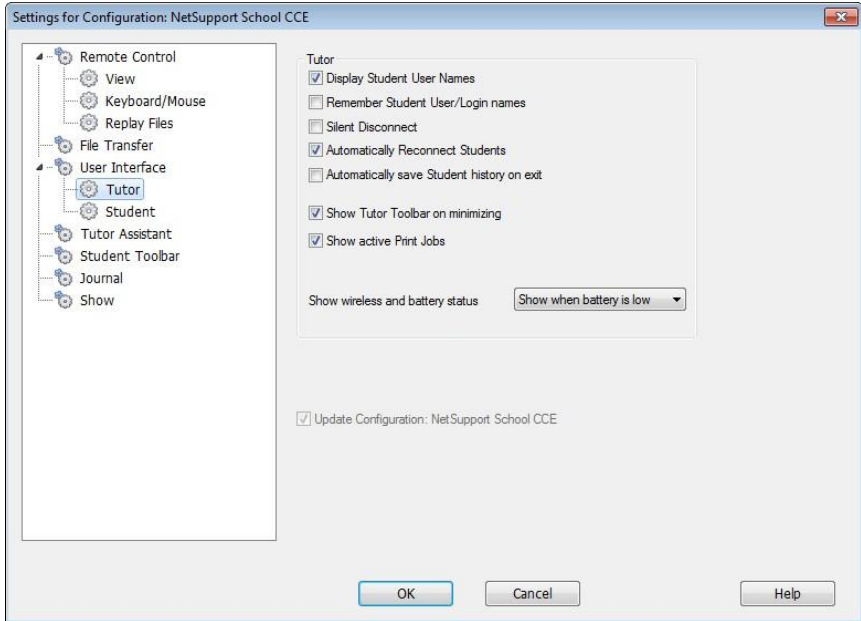 Settings for Configuration: NetSupport School CCE
Remote Control
View
Keyboard/Mouse
Replay Files
File Transfer
User Interface
Tutor
Student
Tutor Assistant
Student Toolbar
Journal
Show
Tutor
Display Student User Names
Remember Student User/Login names
Silent Disconnect
Automatically Reconnect Students
Automatically save Student history on exit
Show Tutor Toolbar on minimizing
Show active Print Jobs
Show wireless and battery status Show when battery is low
Update Configuration: NetSupport School CCE
OK Cancel Help